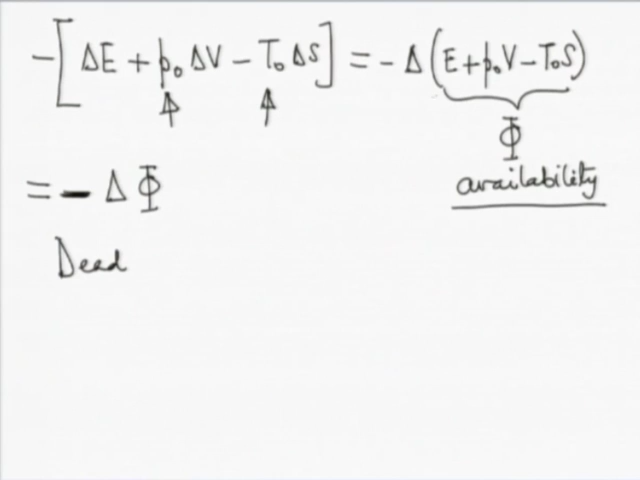 -[ΔE + p₀ΔV - T₀ΔS] = -Δ(E+p₀V-T₀S)
Φ
availability
= - ΔΦ
Dead